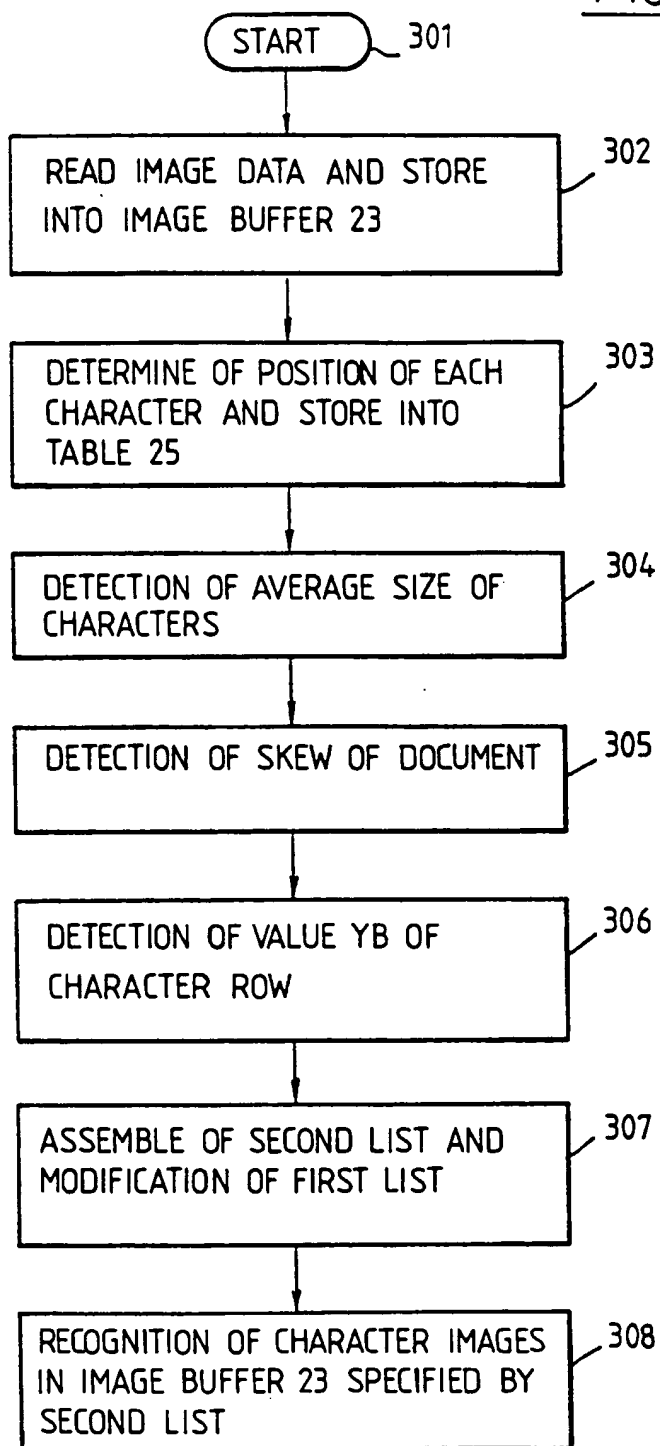 START 301
302
READ IMAGE DATA AND STORE
INTO IMAGE BUFFER 23
303
DETERMINE OF POSITION OF EACH
CHARACTER AND STORE INTO
TABLE 25
304
DETECTION OF AVERAGE SIZE OF
CHARACTERS
305
DETECTION OF SKEW OF DOCUMENT
306
DETECTION OF VALUE YB OF
CHARACTER ROW
307
ASSEMBLE OF SECOND LIST AND
MODIFICATION OF FIRST LIST
308
RECOGNITION OF CHARACTER IMAGES
IN IMAGE BUFFER 23 SPECIFIED BY
SECOND LIST